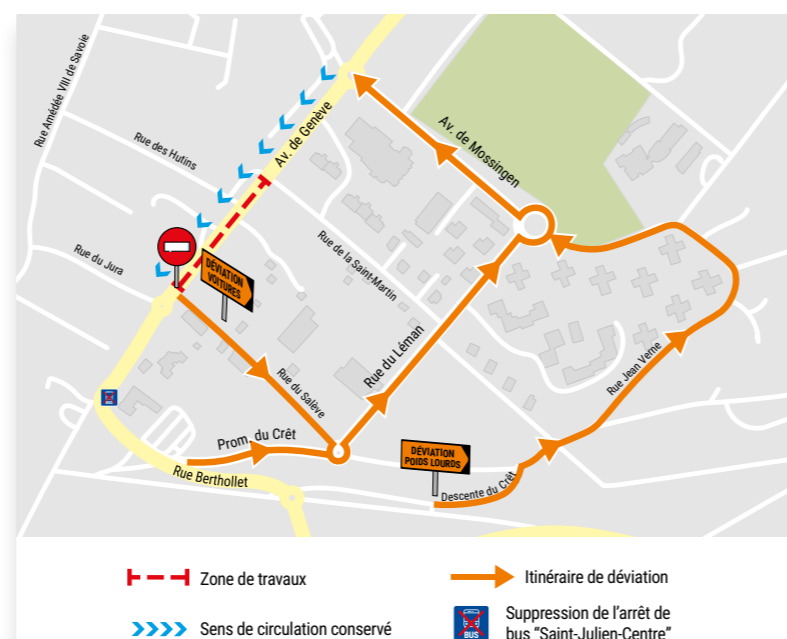 Rue Amédée VIII de Savoie
Rue des Hutins
Av. de Genève
Av. de Mossingen
Rue du Jura
DÉVIATION
VOITURES
Rue de la Saint-Martin
Rue du Léman
Rue du Salève
Rue Jean Verne
BUS
Prom. du Crêt
Rue Berthollet
DÉVIATION
POIDS LOURDS
Descente du Crêt
Zone de travaux
Itinéraire de déviation
Sens de circulation conservé
BUS
Suppression de l'arrêt de
bus "Saint-Julien-Centre"